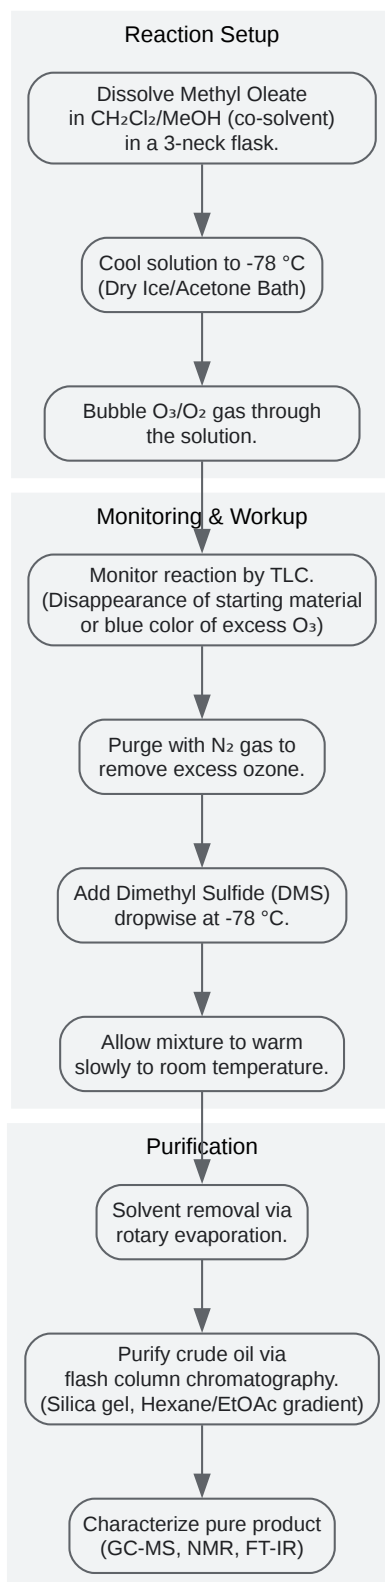 Reaction Setup
Dissolve Methyl Oleate
in CH₂Cl₂/MeOH (co-solvent)
in a 3-neck flask.
Cool solution to -78 °C
(Dry Ice/Acetone Bath)
Bubble O₃/O₂ gas through
the solution.
Monitoring & Workup
Monitor reaction by TLC.
(Disappearance of starting material
or blue color of excess O₃)
Purge with N₂ gas to
remove excess ozone.
Add Dimethyl Sulfide (DMS)
dropwise at -78 °C.
Allow mixture to warm
slowly to room temperature.
Purification
Solvent removal via
rotary evaporation.
Purify crude oil via
flash column chromatography.
(Silica gel, Hexane/EtOAc gradient)
Characterize pure product
(GC-MS, NMR, FT-IR)